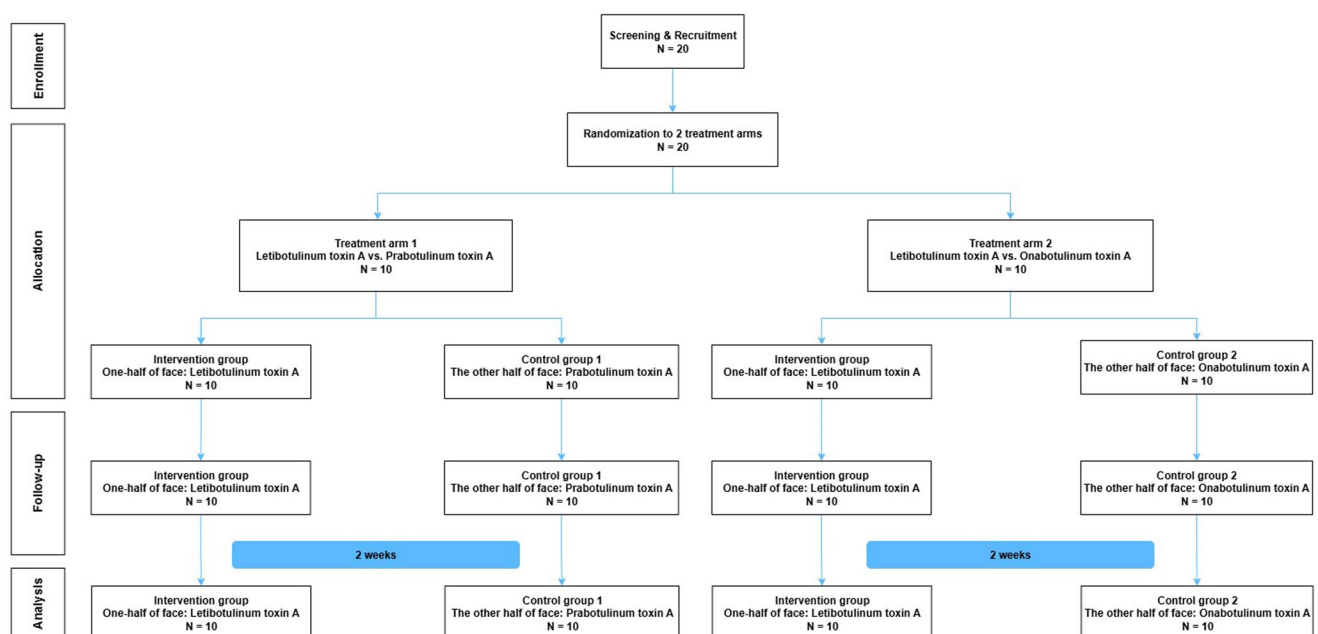 Enrollment
Screening & Recruitment
N = 20
Allocation
Randomization to 2 treatment arms
N = 20
Treatment arm 1
Letibotulinum toxin A vs. Prabotulinum toxin A
N = 10
Treatment arm 2
Letibotulinum toxin A vs. Onabotulinum toxin A
N = 10
Intervention group
One-half of face: Letibotulinum toxin A
N = 10
Control group 1
The other half of face: Prabotulinum toxin A
N = 10
Intervention group
One-half of face: Letibotulinum toxin A
N = 10
Control group 2
The other half of face: Onabotulinum toxin A
N = 10
Follow-up
Intervention group
One-half of face: Letibotulinum toxin A
N = 10
Control group 1
The other half of face: Prabotulinum toxin A
N = 10
Intervention group
One-half of face: Letibotulinum toxin A
N = 10
Control group 2
The other half of face: Onabotulinum toxin A
N = 10
2 weeks
2 weeks
Analysis
Intervention group
One-half of face: Letibotulinum toxin A
N = 10
Control group 1
The other half of face: Prabotulinum toxin A
N = 10
Intervention group
One-half of face: Letibotulinum toxin A
N = 10
Control group 2
The other half of face: Onabotulinum toxin A
N = 10